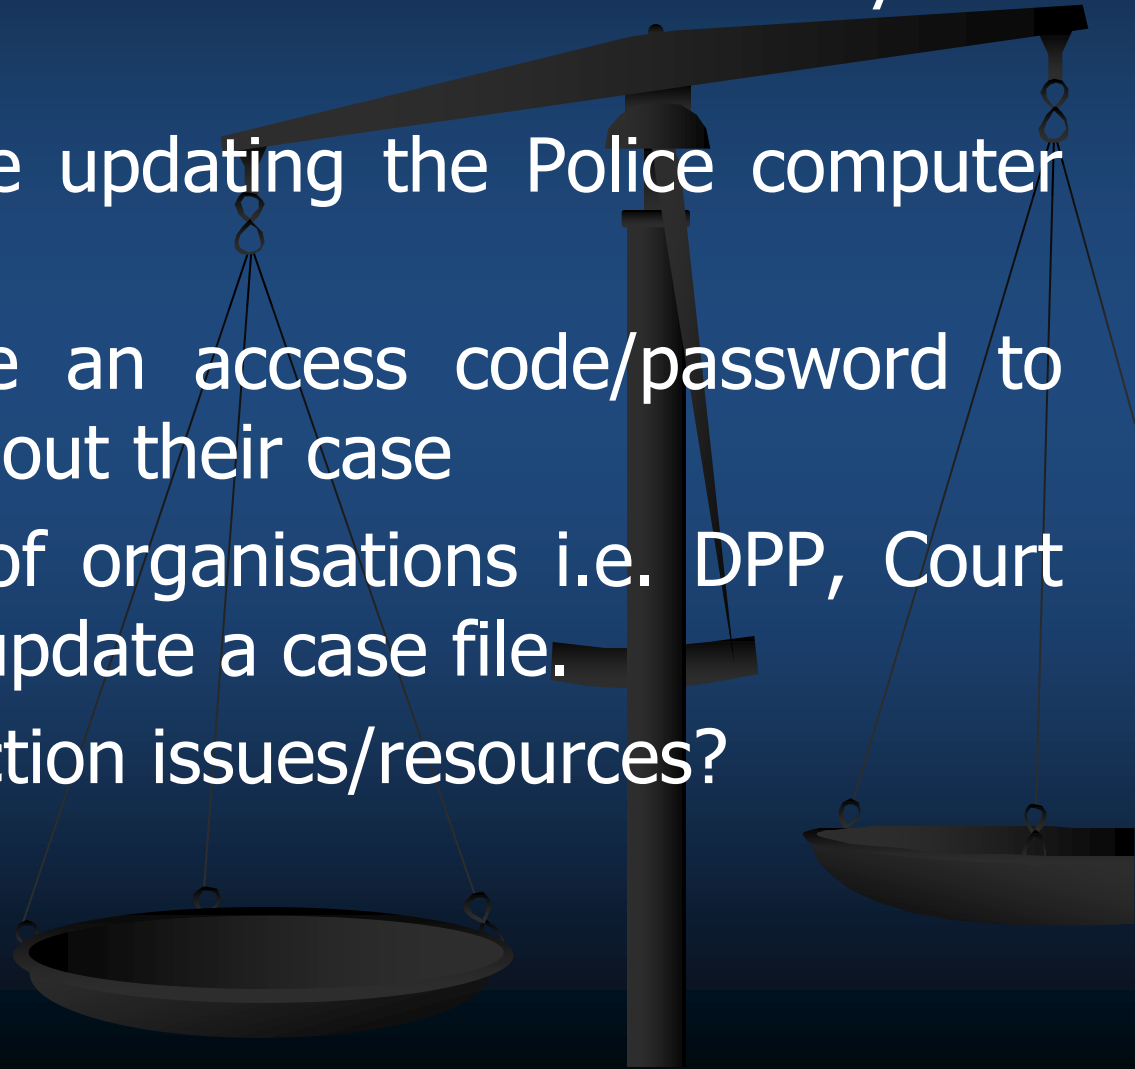 updating the Police computer
an access code/password to
out their case
of organisations i.e. DPP, Court
update a case file.
issues/resources?